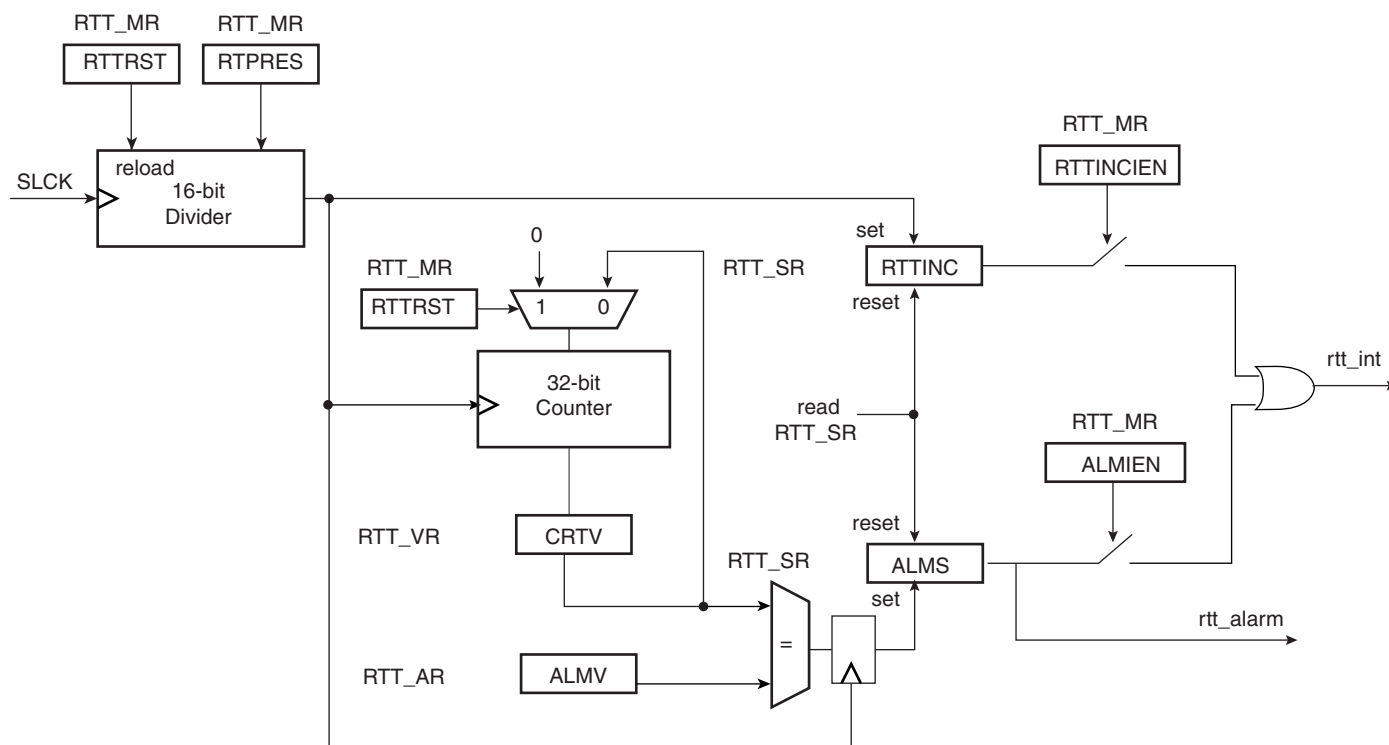 RTT_MR
RTT_MR
RTTRST
RTPRES
RTT_MR
reload
RTTINCIEN
SLCK
16-bit
Divider
set
0
RTT_MR
RTT_SR
RTTINC
RTTRST
1
0
reset
rtt_int
32-bit
Counter
read
RTT_SR
RTT_MR
ALMIEN
reset
RTT_VR
CRTV
RTT_SR
ALMS
set
rtt_alarm
=
RTT_AR
ALMV